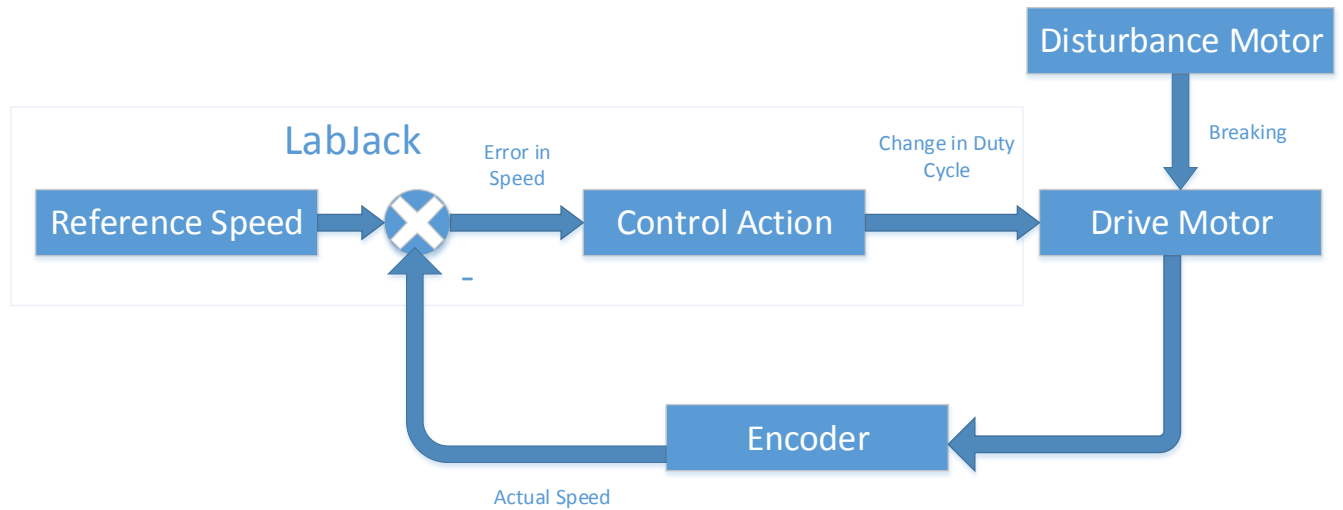 Disturbance Motor
Breaking
LabJack
Error in
Speed
Change in Duty
Cycle
Reference Speed
Control Action
Drive Motor
-
Encoder
Actual Speed